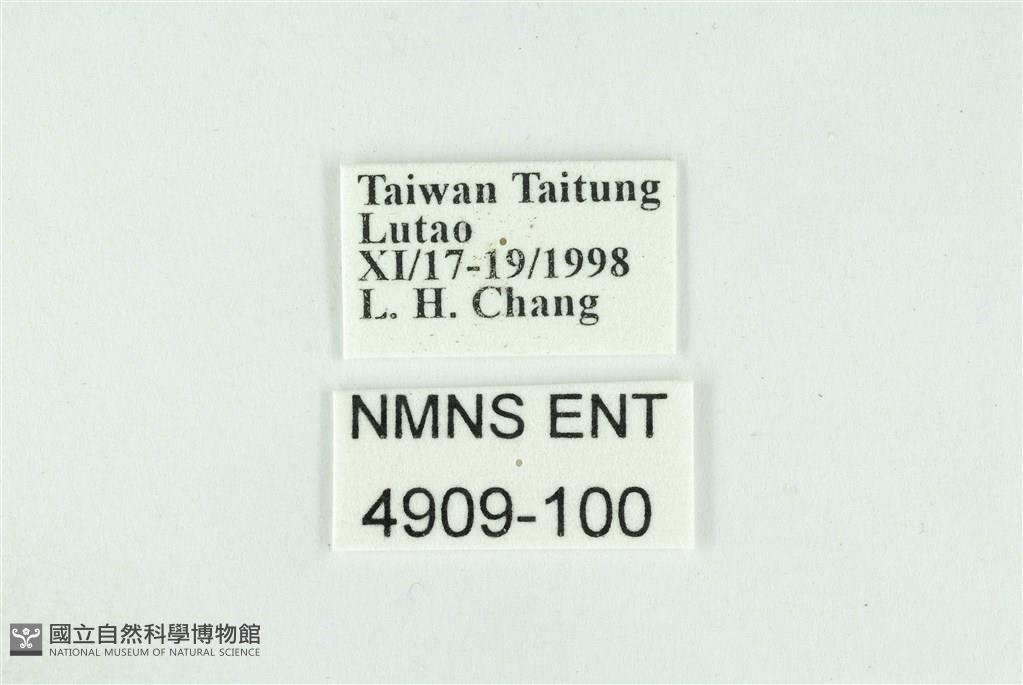 Taiwan Taitung
Lutao
XI/17-19/1998
L. H. Chang
NMNS ENT
4909-100
國立自然科學博物館
NATIONAL MUSEUM OF NATURAL SCIENCE